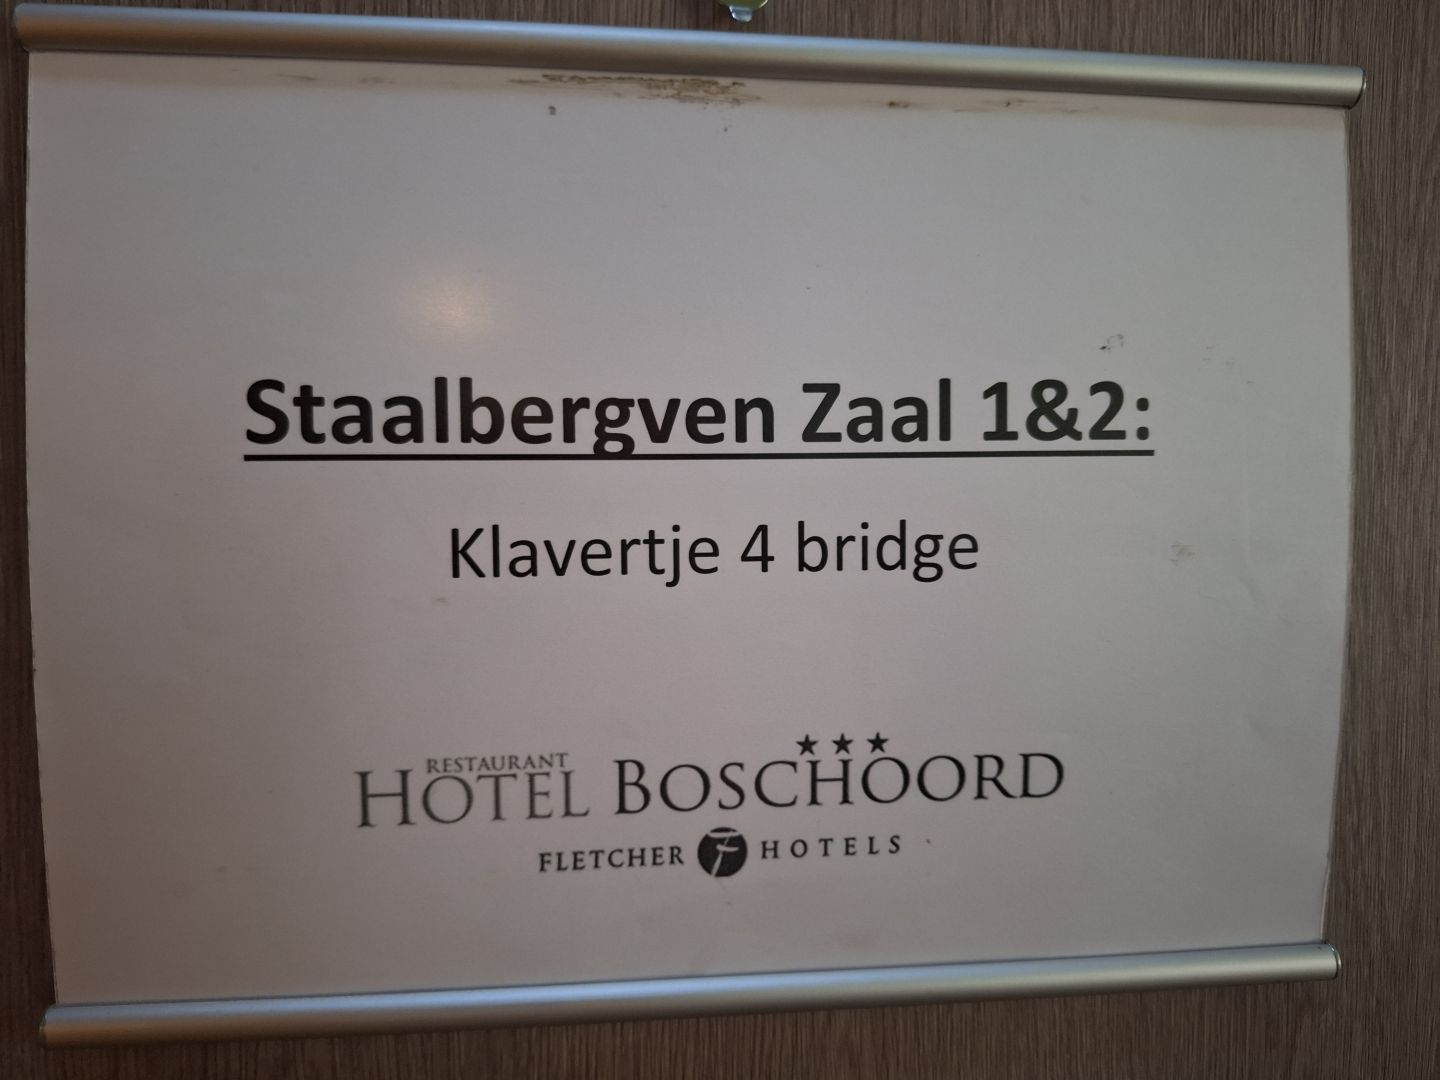 Staalbergven Zaal 1&2:
Klavertje 4 bridge
RESTAURANT
HOTEL BOSCHOORD
FLETCHER F HOTELS